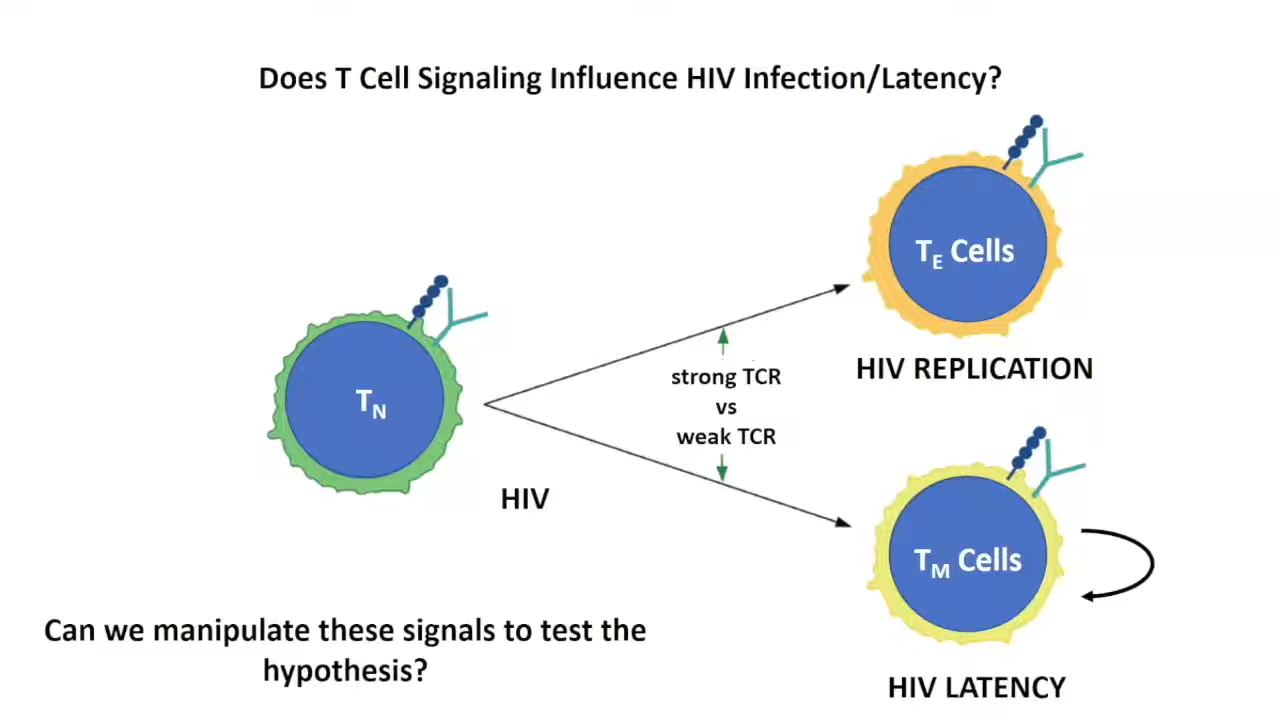 Does T Cell Signaling Influence HIV Infection/Latency?
TE Cells
HIV REPLICATION
strong TCR
vs
weak TCR
TN
HIV
TM Cells
HIV LATENCY
Can we manipulate these signals to test the
hypothesis?